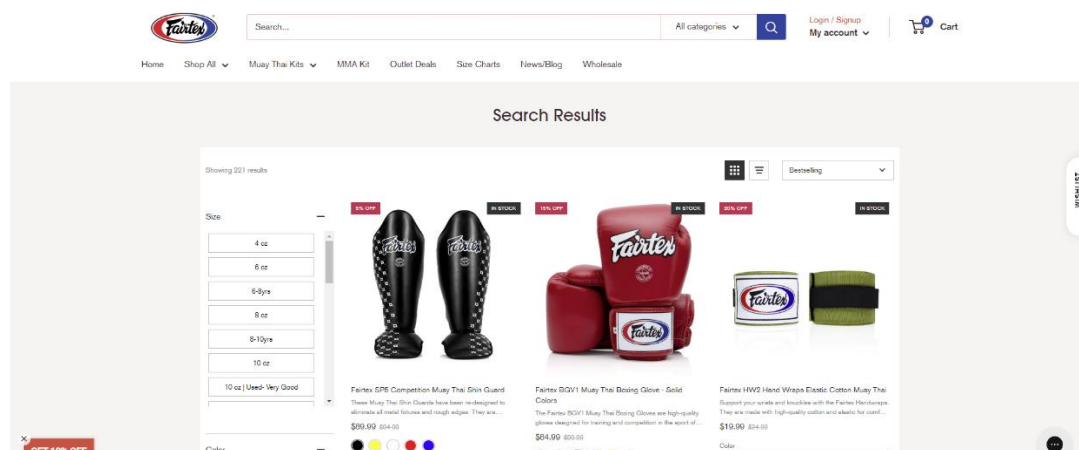 Fairtex
Search...
All categories
Login / Signup
My account
0
Cart
Home
Shop All
Muay Thai Kits
MMA Kit
Outlet Deals
Size Charts
News/Blog
Wholesale
Search Results
Showing 221 results
Bestselling
WISHLIST
Size
4 oz
6 oz
6-8yrs
8 oz
8-10yrs
10 oz
10 oz | Used- Very Good
Color
5% OFF
IN STOCK
Fairtex
Fairtex
Fairtex SP5 Competition Muay Thai Shin Guard
These Muay Thai Shin Guards have been re-designed to
eliminate all metal fixtures and rough edges. They are...
$89.99 $94.99
15% OFF
IN STOCK
Fairtex
Fairtex
Fairtex BGV1 Muay Thai Boxing Glove - Solid
Colors
The Fairtex BGV1 Muay Thai Boxing Gloves are high-quality
gloves designed for training and competition in the sport of...
$84.99
20% OFF
IN STOCK
Fairtex
Fairtex HW2 Hand Wraps Elastic Cotton Muay Thai
Support your wrists and knuckles with the Fairtex Handwraps.
They are made with high-quality cotton and elastic for comf...
$19.99 $24.99
Color
GET 10% OFF